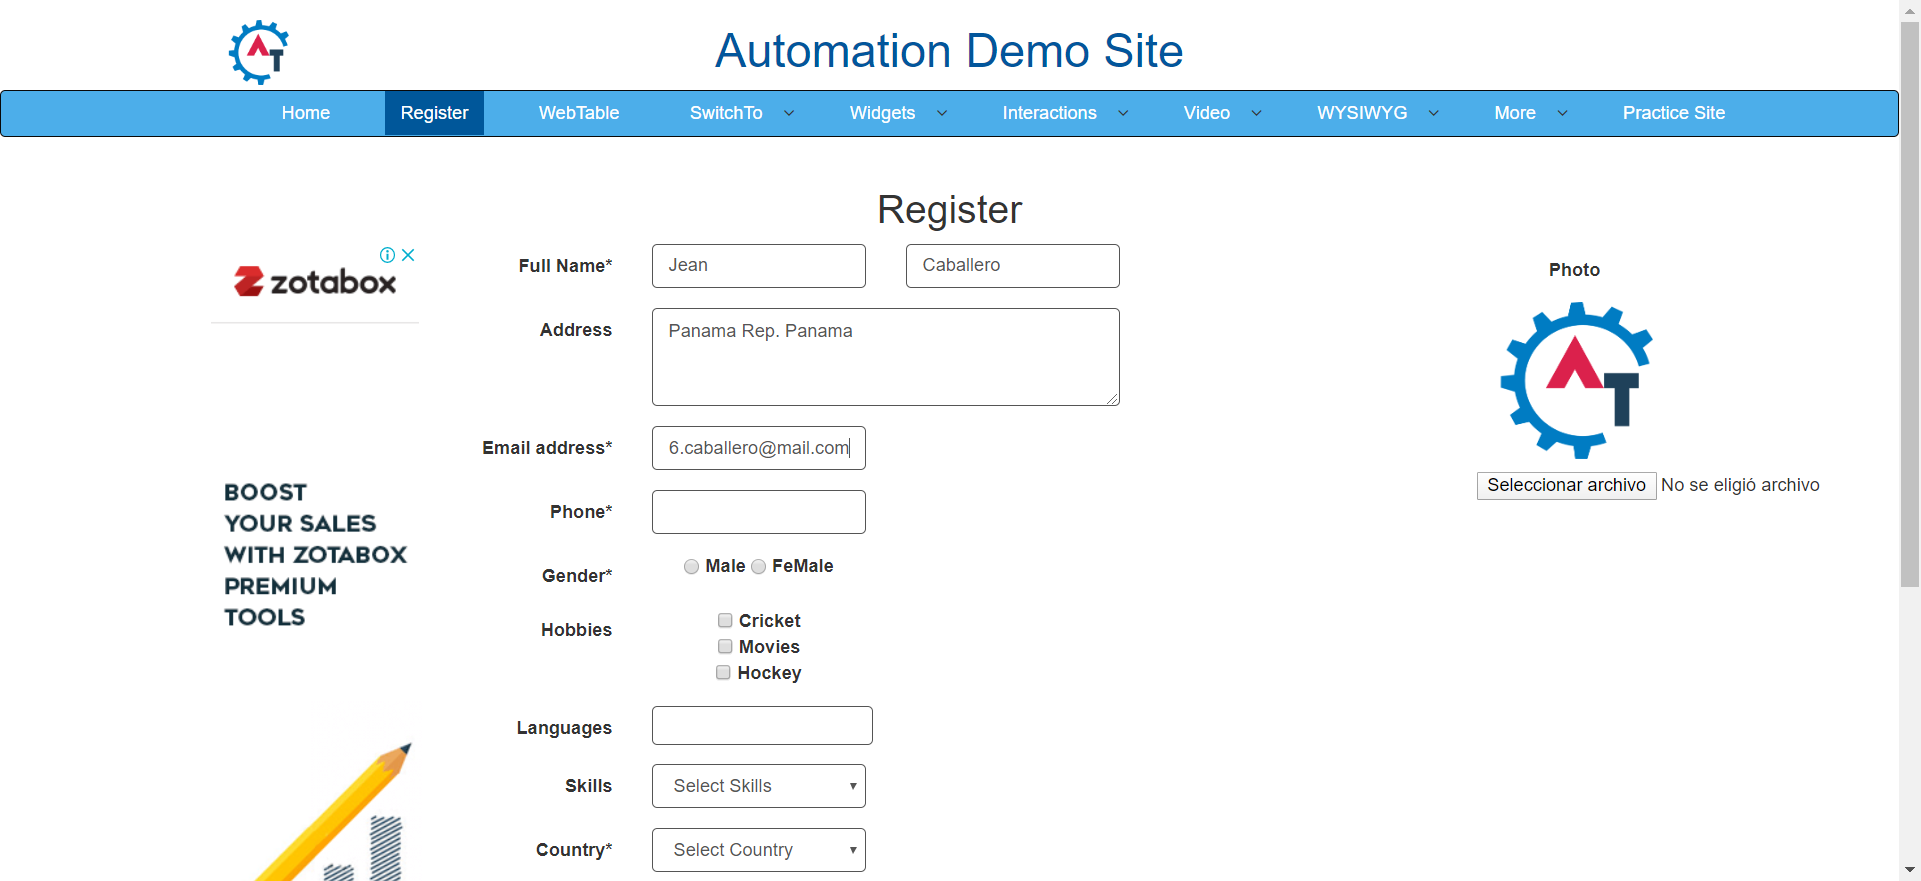 Automation Demo Site
Home Register WebTable SwitchTo Widgets Interactions Video WYSIWYG More Practice Site
Register
zotabox
BOOST
YOUR SALES
WITH ZOTABOX
PREMIUM
TOOLS
Full Name* Jean Caballero
Address Panama Rep. Panama
Email address* 6.caballero@mail.com
Phone*
Gender* Male FeMale
Hobbies Cricket
Movies
Hockey
Languages
Skills Select Skills
Country* Select Country
Photo
AT
Seleccionar archivo No se eligió archivo